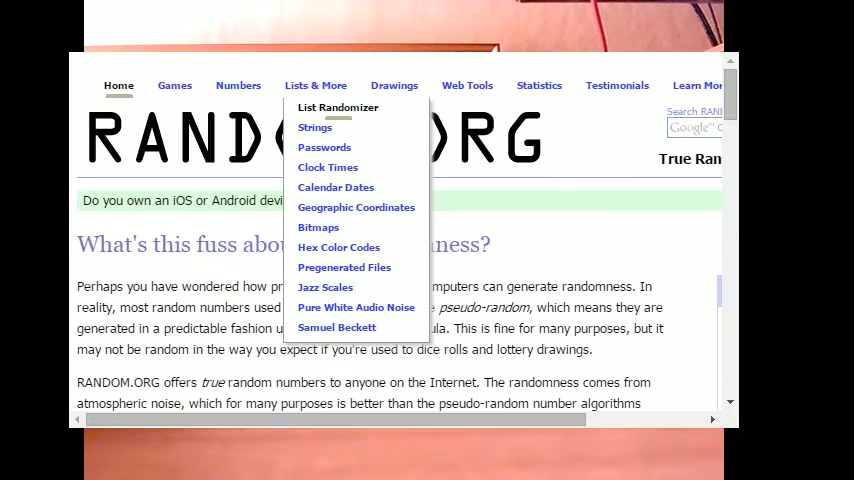 Home Games Numbers Lists & More Drawings Web Tools Statistics Testimonials Learn Mor
List Randomizer
Strings
Passwords
Clock Times
Calendar Dates
Geographic Coordinates
Bitmaps
Hex Color Codes
Pregenerated Files
Jazz Scales
Pure White Audio Noise
Samuel Beckett
RAND RG
Search RAN
Google™
True Ran
Do you own an iOS or Android devi
What's this fuss abou ness?
Perhaps you have wondered how pr mputers can generate randomness. In
reality, most random numbers used pseudo-random, which means they are
generated in a predictable fashion u ula. This is fine for many purposes, but it
may not be random in the way you expect if you're used to dice rolls and lottery drawings.
RANDOM.ORG offers true random numbers to anyone on the Internet. The randomness comes from
atmospheric noise, which for many purposes is better than the pseudo-random number algorithms